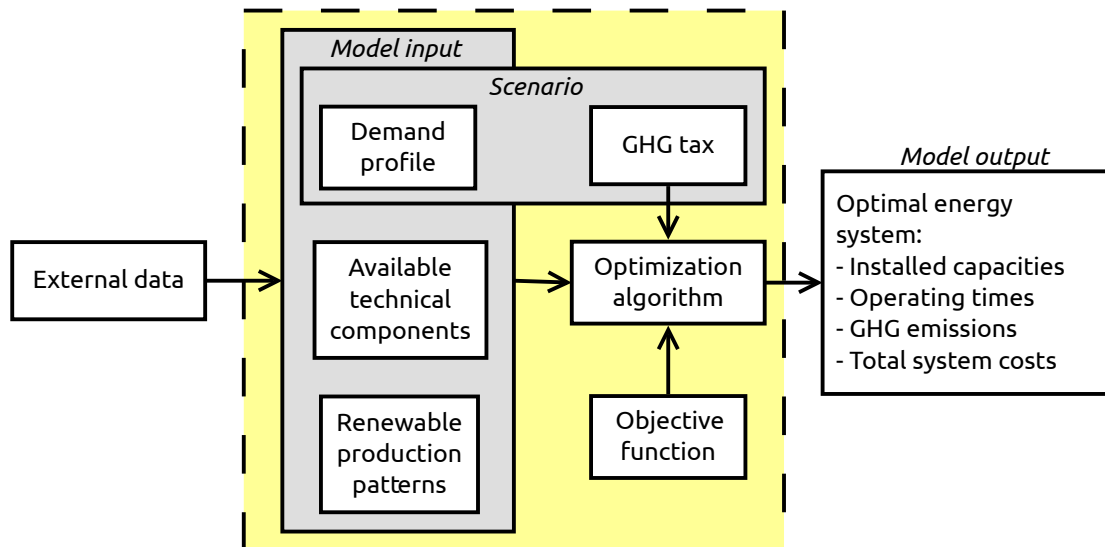 Model input
Scenario
Demand
profile
GHG tax
Model output
External data
Available
technical
components
Optimization
algorithm
Optimal energy
system:
- Installed capacities
- Operating times
- GHG emissions
- Total system costs
Renewable
production
patterns
Objective
function